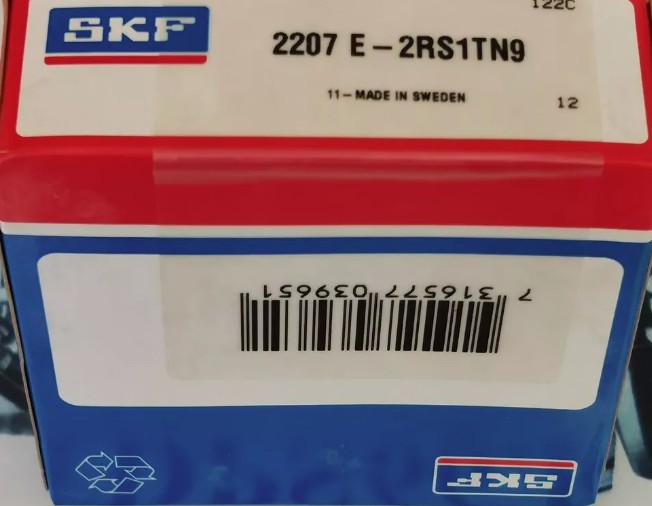 122C
SKF
2207 E-2RS1TN9
11-MADE IN SWEDEN
12
7 316577 039651
SKF